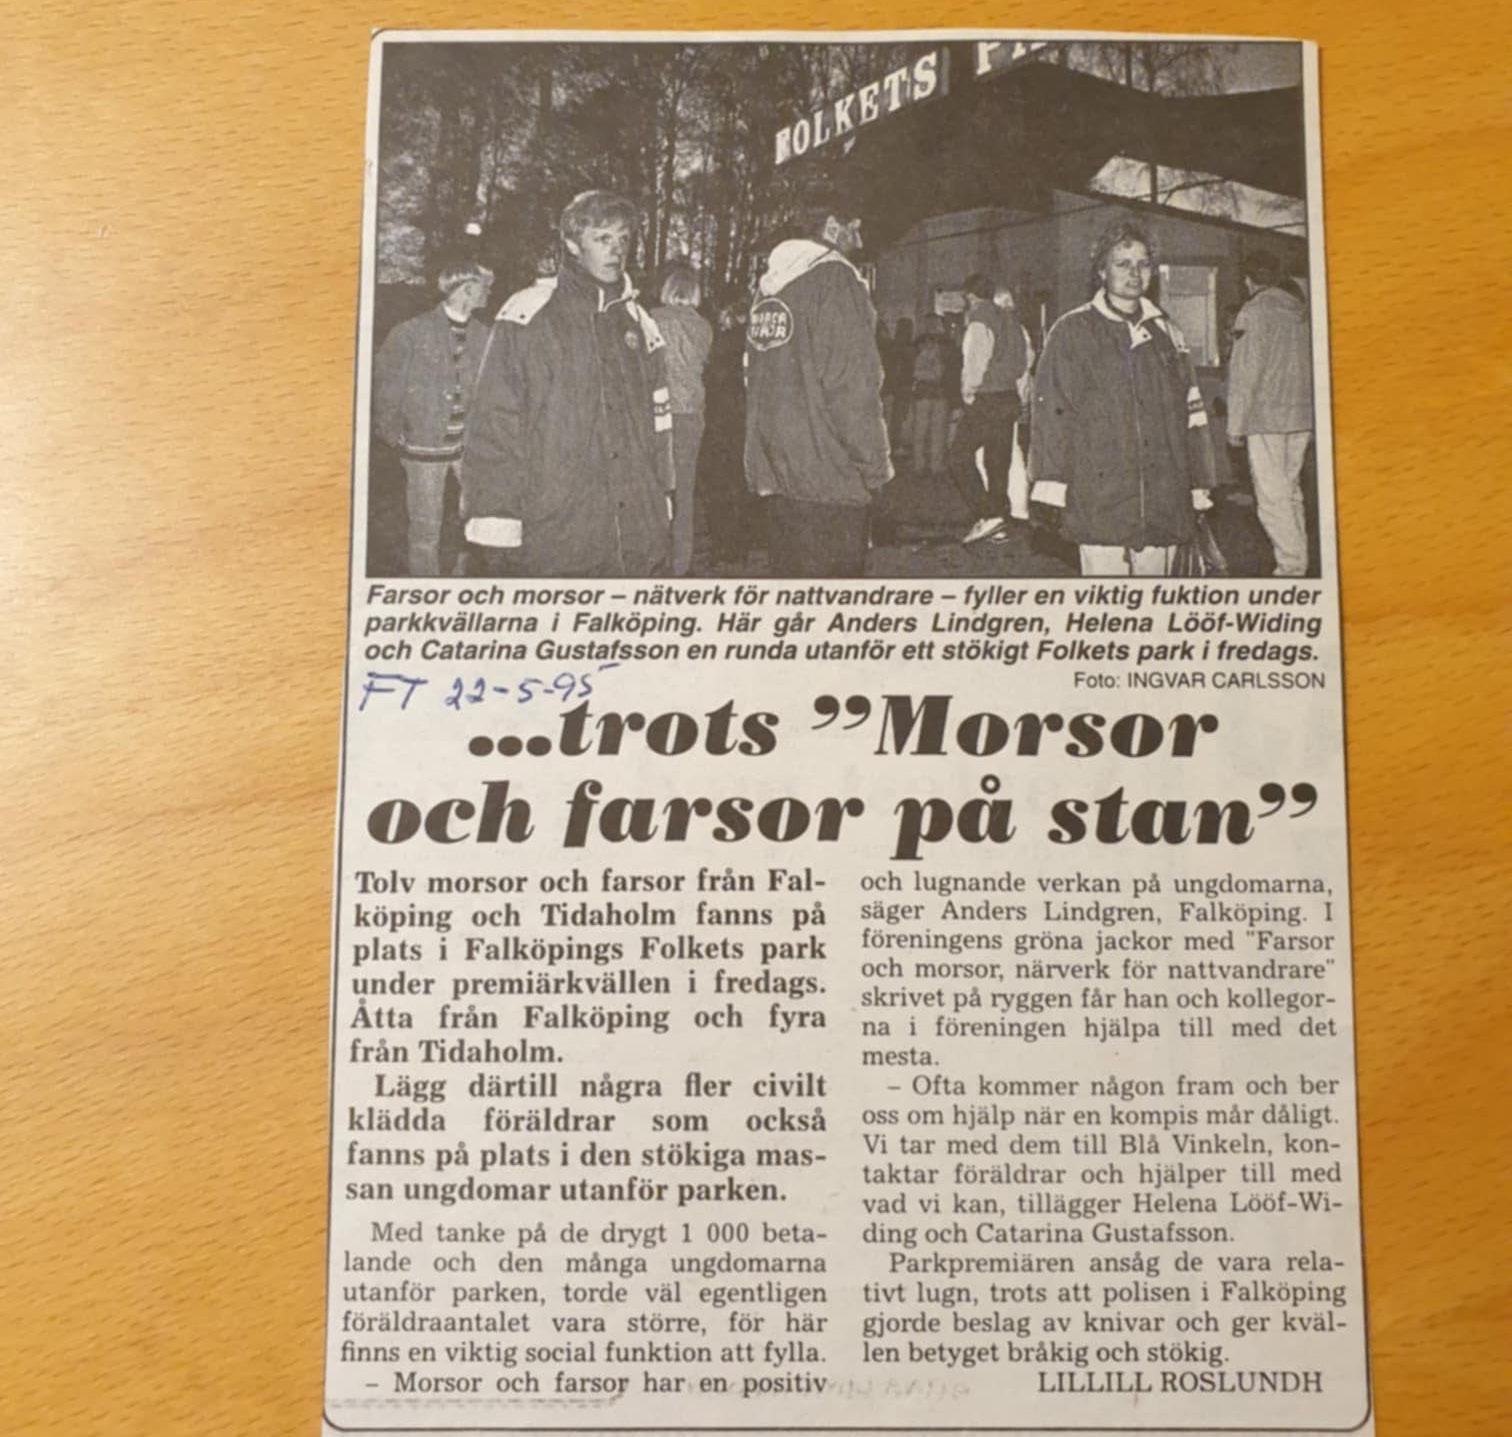 FOLKETS
Farsor och morsor – nätverk för nattvandrare – fyller en viktig fuktion under
parkkvällarna i Falköping. Här går Anders Lindgren, Helena Lööf-Widing
och Catarina Gustafsson en runda utanför ett stökigt Folkets park i fredags.
Foto: INGVAR CARLSSON
FT 22-5-95
...trots ”Morsor
och farsor på stan”
Tolv morsor och farsor från Fal-
köping och Tidaholm fanns på
plats i Falköpings Folkets park
under premiärkvällen i fredags.
Åtta från Falköping och fyra
från Tidaholm.
Lägg därtill några fler civilt
klädda föräldrar som också
fanns på plats i den stökiga mas-
san ungdomar utanför parken.
Med tanke på de drygt 1 000 beta-
lande och den många ungdomarna
utanför parken, torde väl egentligen
föräldraantalet vara större, för här
finns en viktig social funktion att fylla.
– Morsor och farsor har en positiv
och lugnande verkan på ungdomarna,
säger Anders Lindgren, Falköping. I
föreningens gröna jackor med "Farsor
och morsor, närverk för nattvandrare"
skrivet på ryggen får han och kollegor-
na i föreningen hjälpa till med det
mesta.
– Ofta kommer någon fram och ber
oss om hjälp när en kompis mår dåligt.
Vi tar med dem till Blå Vinkeln, kon-
taktar föräldrar och hjälper till med
vad vi kan, tillägger Helena Lööf-Wi-
ding och Catarina Gustafsson.
Parkpremiären ansåg de vara rela-
tivt lugn, trots att polisen i Falköping
gjorde beslag av knivar och ger kväl-
len betyget bråkig och stökig.
LILLILL ROSLUNDH